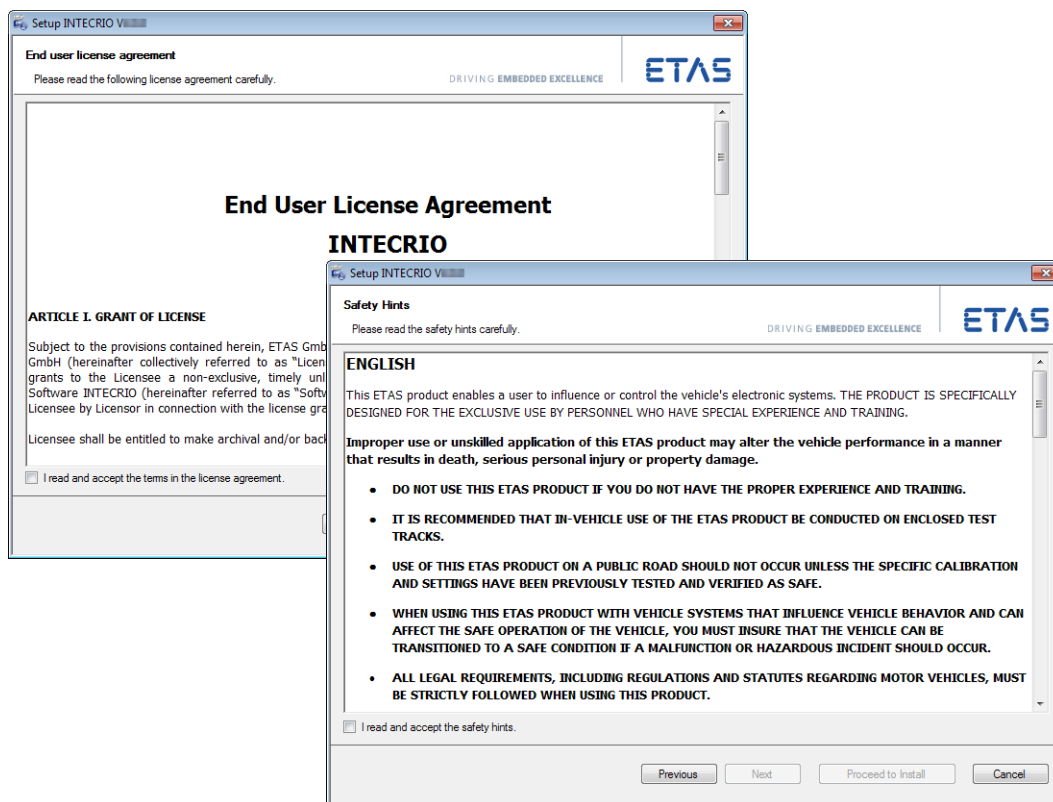 Setup INTECRIO V
End user license agreement
Please read the following license agreement carefully.
DRIVING EMBEDDED EXCELLENCE
ETAS
End User License Agreement
INTECRIO
ARTICLE I. GRANT OF LICENSE
Subject to the provisions contained herein, ETAS
GmbH (hereinafter collectively referred to as
grants to the Licensee a non-exclusive, timely
Software INTECRIO (hereinafter referred to as
Licensee by Licensor in connection with the license
Licensee shall be entitled to make archival and/or
I read and accept the terms in the license agreement.
Setup INTECRIO V
Safety Hints
Please read the safety hints carefully.
DRIVING EMBEDDED EXCELLENCE
ETAS
ENGLISH
This ETAS product enables a user to influence or control the vehicle's electronic systems. THE PRODUCT IS SPECIFICALLY
DESIGNED FOR THE EXCLUSIVE USE BY PERSONNEL WHO HAVE SPECIAL EXPERIENCE AND TRAINING.
Improper use or unskilled application of this ETAS product may alter the vehicle performance in a manner
that results in death, serious personal injury or property damage.
• DO NOT USE THIS ETAS PRODUCT IF YOU DO NOT HAVE THE PROPER EXPERIENCE AND TRAINING.
• IT IS RECOMMENDED THAT IN-VEHICLE USE OF THE ETAS PRODUCT BE CONDUCTED ON ENCLOSED TEST
TRACKS.
• USE OF THIS ETAS PRODUCT ON A PUBLIC ROAD SHOULD NOT OCCUR UNLESS THE SPECIFIC CALIBRATION
AND SETTINGS HAVE BEEN PREVIOUSLY TESTED AND VERIFIED AS SAFE.
• WHEN USING THIS ETAS PRODUCT WITH VEHICLE SYSTEMS THAT INFLUENCE VEHICLE BEHAVIOR AND CAN
AFFECT THE SAFE OPERATION OF THE VEHICLE, YOU MUST INSURE THAT THE VEHICLE CAN BE
TRANSITIONED TO A SAFE CONDITION IF A MALFUNCTION OR HAZARDOUS INCIDENT SHOULD OCCUR.
• ALL LEGAL REQUIREMENTS, INCLUDING REGULATIONS AND STATUTES REGARDING MOTOR VEHICLES, MUST
BE STRICTLY FOLLOWED WHEN USING THIS PRODUCT.
I read and accept the safety hints.
Previous Next Proceed to Install Cancel